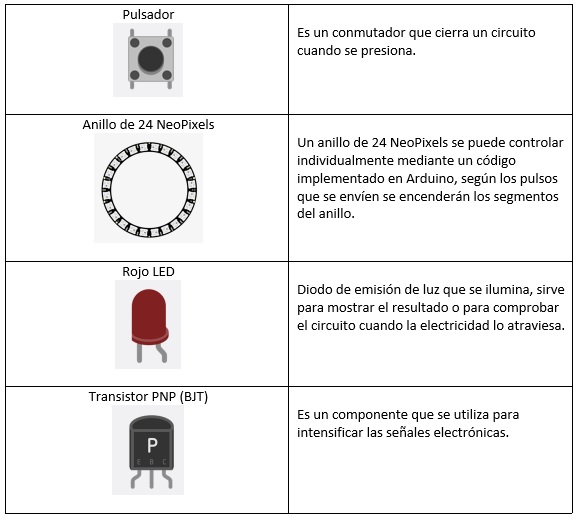 Pulsador
Es un conmutador que cierra un circuito
cuando se presiona.
Anillo de 24 NeoPixels
Un anillo de 24 NeoPixels se puede controlar
individualmente mediante un código
implementado en Arduino, según los pulsos
que se envíen se encenderán los segmentos
del anillo.
Rojo LED
Diodo de emisión de luz que se ilumina, sirve
para mostrar el resultado o para comprobar
el circuito cuando la electricidad lo atraviesa.
Transistor PNP (BJT)
P
E B C
Es un componente que se utiliza para
intensificar las señales electrónicas.